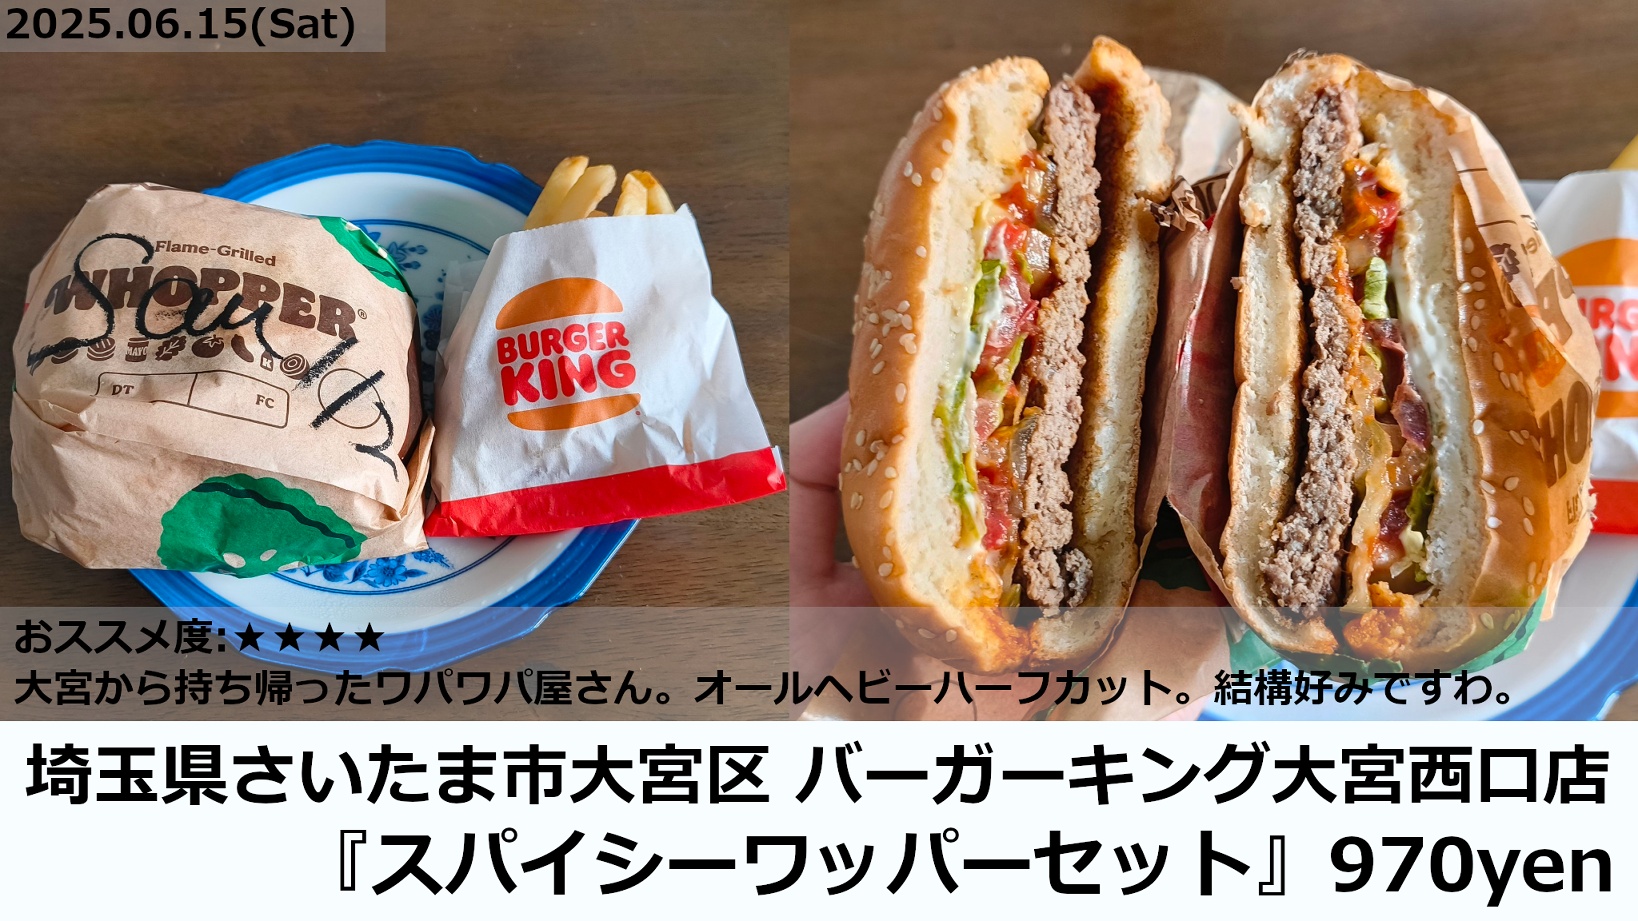 2025.06.15(Sat)
Flame-Grilled
WHOPPER®
MAYO
K
DT
FC
BURGER
KING
BURGER
KING
おススメ度:★★★★
大宮から持ち帰ったワパワパ屋さん。オールヘビーハーフカット。結構好みですわ。
埼玉県さいたま市大宮区 バーガーキング大宮西口店
『スパイシーワッパーセット』970yen